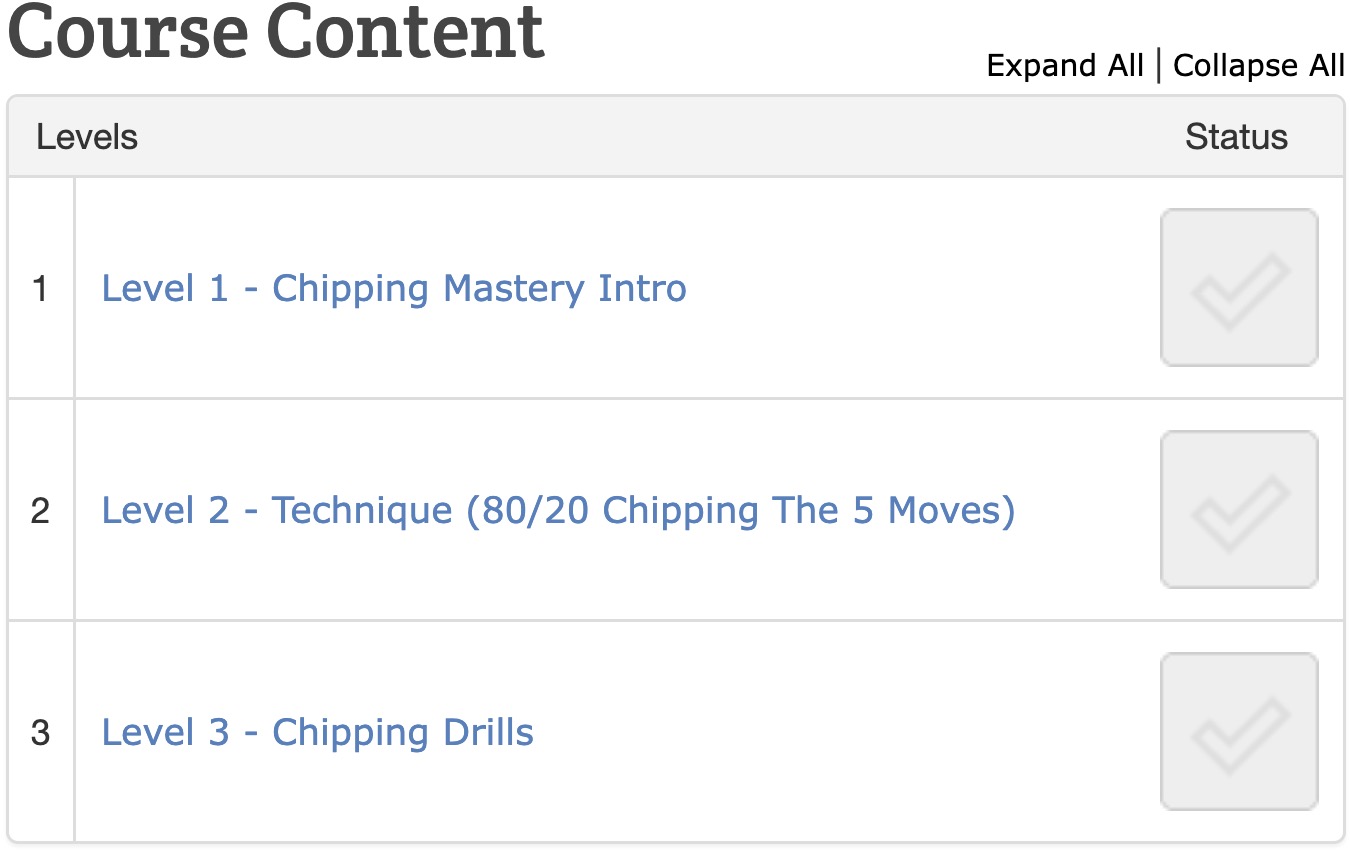 Course Content
Expand All | Collapse All
Levels Status
1 Level 1 - Chipping Mastery Intro
2 Level 2 - Technique (80/20 Chipping The 5 Moves)
3 Level 3 - Chipping Drills